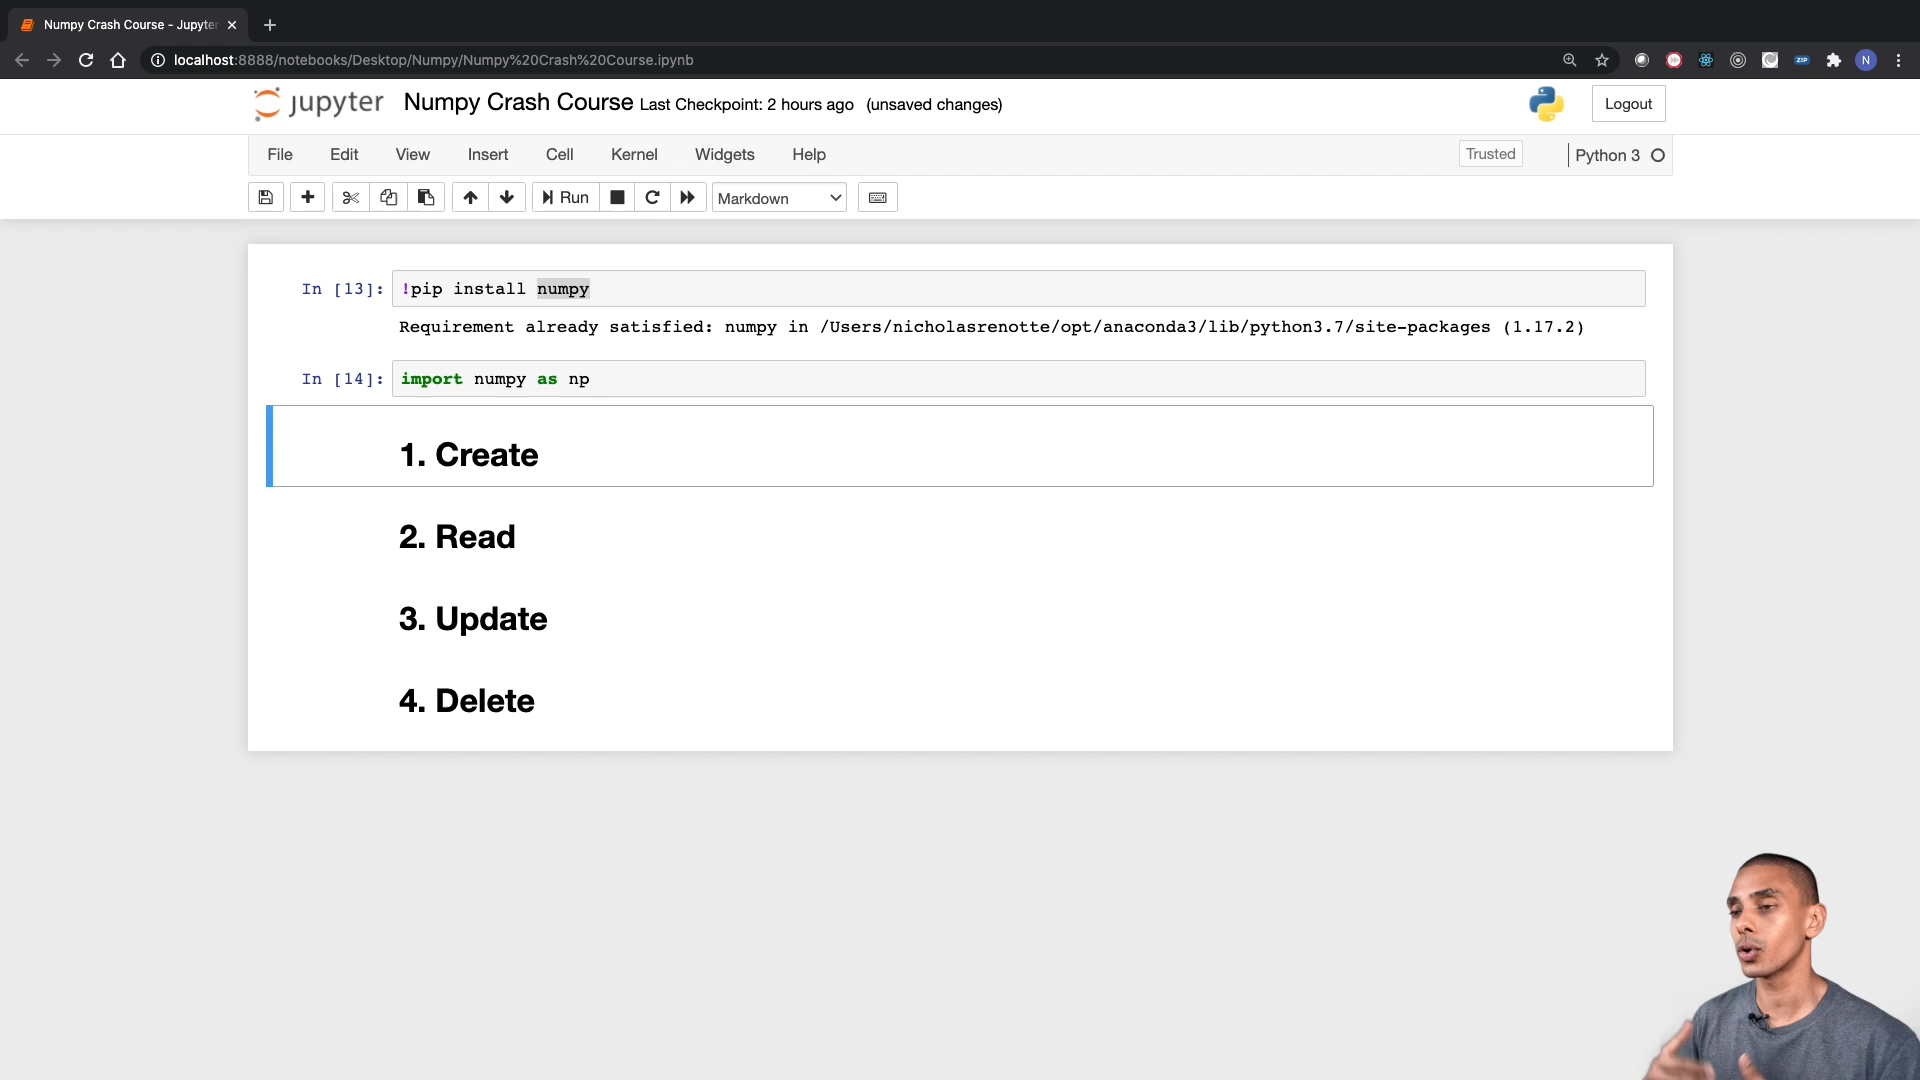 Numpy Crash Course - Jupyter
localhost:8888/notebooks/Desktop/Numpy/Numpy%20Crash%20Course.ipynb
ZIP
N
jupyter Numpy Crash Course Last Checkpoint: 2 hours ago (unsaved changes)
Logout
File Edit View Insert Cell Kernel Widgets Help
Trusted
Python 3
Run
Markdown
In [13]: !pip install numpy
Requirement already satisfied: numpy in /Users/nicholasrenotte/opt/anaconda3/lib/python3.7/site-packages (1.17.2)
In [14]: import numpy as np
1. Create
2. Read
3. Update
4. Delete